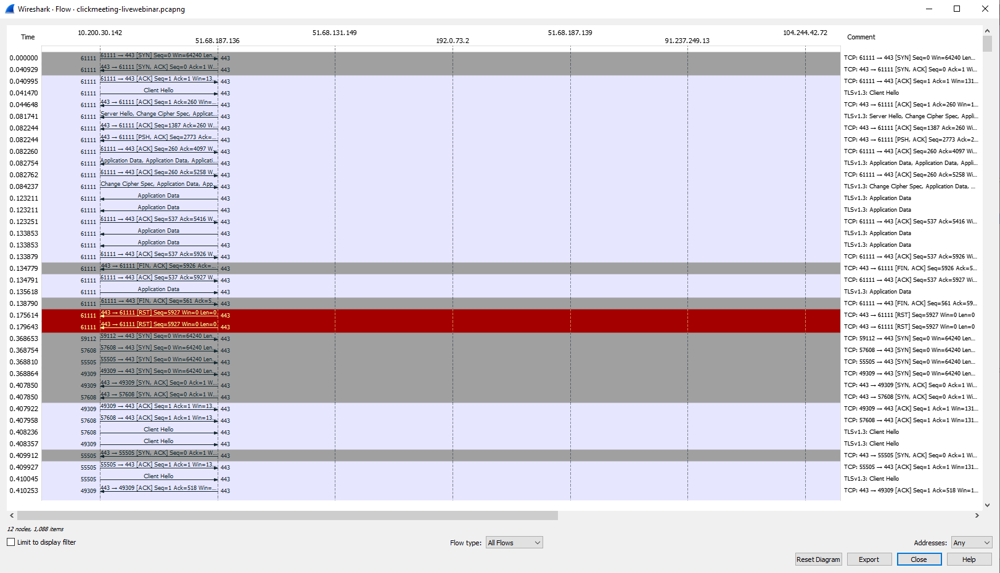 Wireshark · Flow · clickmeeting-livewebinar.pcapng
10.200.30.142 51.68.131.149 51.68.187.139 104.244.42.72
Time 51.68.187.136 192.0.73.2 91.237.249.13 Comment
0.000000 61111 61111 → 443 [SYN] Seq=0 Win=64240 Len... 443 TCP: 61111 → 443 [SYN] Seq=0 Win=64240 Len...
0.040929 61111 443 → 61111 [SYN, ACK] Seq=0 Ack=1 W... 443 TCP: 443 → 61111 [SYN, ACK] Seq=0 Ack=1 Wi...
0.040995 61111 61111 → 443 [ACK] Seq=1 Ack=1 Win=13... 443 TCP: 61111 → 443 [ACK] Seq=1 Ack=1 Win=131...
0.041470 61111 Client Hello 443 TLSv1.3: Client Hello
0.044648 61111 443 → 61111 [ACK] Seq=1 Ack=260 Win=... 443 TCP: 443 → 61111 [ACK] Seq=1 Ack=260 Win=1...
0.081741 61111 Server Hello, Change Cipher Spec, Applicat... 443 TLSv1.3: Server Hello, Change Cipher Spec, Appli...
0.082244 61111 443 → 61111 [ACK] Seq=1387 Ack=260 W... 443 TCP: 443 → 61111 [ACK] Seq=1387 Ack=260 Wi...
0.082244 61111 443 → 61111 [PSH, ACK] Seq=2773 Ack=... 443 TCP: 443 → 61111 [PSH, ACK] Seq=2773 Ack=2...
0.082260 61111 61111 → 443 [ACK] Seq=260 Ack=4097 W... 443 TCP: 61111 → 443 [ACK] Seq=260 Ack=4097 Wi...
0.082754 61111 Application Data, Application Data, Applicati... 443 TLSv1.3: Application Data, Application Data, Appli...
0.082762 61111 61111 → 443 [ACK] Seq=260 Ack=5258 W... 443 TCP: 61111 → 443 [ACK] Seq=260 Ack=5258 Wi...
0.084237 61111 Change Cipher Spec, Application Data, App... 443 TLSv1.3: Change Cipher Spec, Application Data, ...
0.123211 61111 Application Data 443 TLSv1.3: Application Data
0.123211 61111 Application Data 443 TLSv1.3: Application Data
0.123251 61111 61111 → 443 [ACK] Seq=537 Ack=5416 W... 443 TCP: 61111 → 443 [ACK] Seq=537 Ack=5416 Wi...
0.133853 61111 Application Data 443 TLSv1.3: Application Data
0.133853 61111 Application Data 443 TLSv1.3: Application Data
0.133879 61111 61111 → 443 [ACK] Seq=537 Ack=5926 W... 443 TCP: 61111 → 443 [ACK] Seq=537 Ack=5926 Wi...
0.134779 61111 443 → 61111 [FIN, ACK] Seq=5926 Ack=... 443 TCP: 443 → 61111 [FIN, ACK] Seq=5926 Ack=5...
0.134791 61111 61111 → 443 [ACK] Seq=537 Ack=5927 W... 443 TCP: 61111 → 443 [ACK] Seq=537 Ack=5927 Wi...
0.135618 61111 Application Data 443 TLSv1.3: Application Data
0.138790 61111 61111 → 443 [FIN, ACK] Seq=561 Ack=5... 443 TCP: 61111 → 443 [FIN, ACK] Seq=561 Ack=59...
0.175614 61111 443 → 61111 [RST] Seq=5927 Win=0 Len=0 443 TCP: 443 → 61111 [RST] Seq=5927 Win=0 Len=0
0.179643 61111 443 → 61111 [RST] Seq=5927 Win=0 Len=0 443 TCP: 443 → 61111 [RST] Seq=5927 Win=0 Len=0
0.368653 59112 59112 → 443 [SYN] Seq=0 Win=64240 Len... 443 TCP: 59112 → 443 [SYN] Seq=0 Win=64240 Len...
0.368754 57608 57608 → 443 [SYN] Seq=0 Win=64240 Len... 443 TCP: 57608 → 443 [SYN] Seq=0 Win=64240 Len...
0.368810 55505 55505 → 443 [SYN] Seq=0 Win=64240 Len... 443 TCP: 55505 → 443 [SYN] Seq=0 Win=64240 Len...
0.368864 49309 49309 → 443 [SYN] Seq=0 Win=64240 Len... 443 TCP: 49309 → 443 [SYN] Seq=0 Win=64240 Len...
0.407850 49309 443 → 49309 [SYN, ACK] Seq=0 Ack=1 W... 443 TCP: 443 → 49309 [SYN, ACK] Seq=0 Ack=1 Wi...
0.407850 57608 443 → 57608 [SYN, ACK] Seq=0 Ack=1 W... 443 TCP: 443 → 57608 [SYN, ACK] Seq=0 Ack=1 Wi...
0.407922 49309 49309 → 443 [ACK] Seq=1 Ack=1 Win=13... 443 TCP: 49309 → 443 [ACK] Seq=1 Ack=1 Win=131...
0.407958 57608 57608 → 443 [ACK] Seq=1 Ack=1 Win=13... 443 TCP: 57608 → 443 [ACK] Seq=1 Ack=1 Win=131...
0.408236 57608 Client Hello 443 TLSv1.3: Client Hello
0.408357 49309 Client Hello 443 TLSv1.3: Client Hello
0.409912 55505 443 → 55505 [SYN, ACK] Seq=0 Ack=1 W... 443 TCP: 443 → 55505 [SYN, ACK] Seq=0 Ack=1 Wi...
0.409927 55505 55505 → 443 [ACK] Seq=1 Ack=1 Win=13... 443 TCP: 55505 → 443 [ACK] Seq=1 Ack=1 Win=131...
0.410045 55505 Client Hello 443 TLSv1.3: Client Hello
0.410253 49309 443 → 49309 [ACK] Seq=1 Ack=518 Win=... 443 TCP: 443 → 49309 [ACK] Seq=1 Ack=518 Win=1...
12 nodes, 1,088 items
Limit to display filter Flow type: All Flows Addresses: Any
Reset Diagram Export Close Help